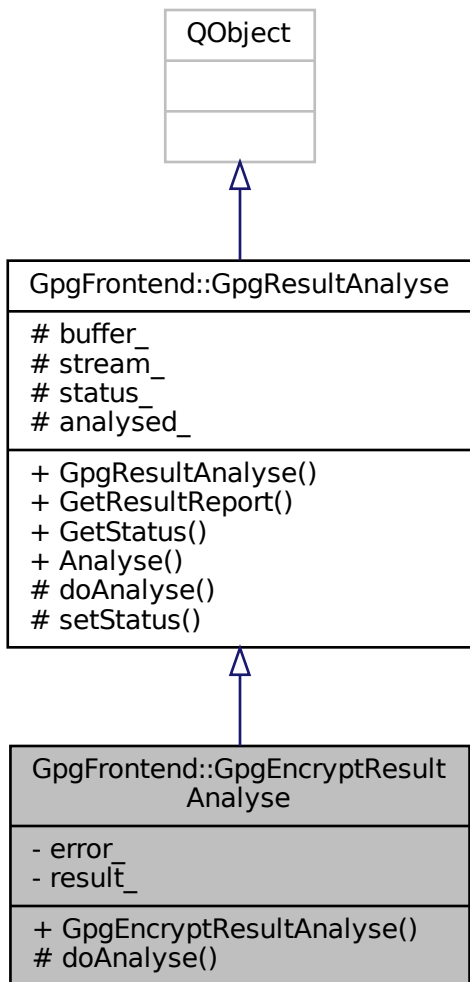 QObject
GpgFrontend::GpgResultAnalyse
# buffer_
# stream_
# status_
# analysed_
+ GpgResultAnalyse()
+ GetResultReport()
+ GetStatus()
+ Analyse()
# doAnalyse()
# setStatus()
GpgFrontend::GpgEncryptResult
Analyse
- error_
- result_
+ GpgEncryptResultAnalyse()
# doAnalyse()